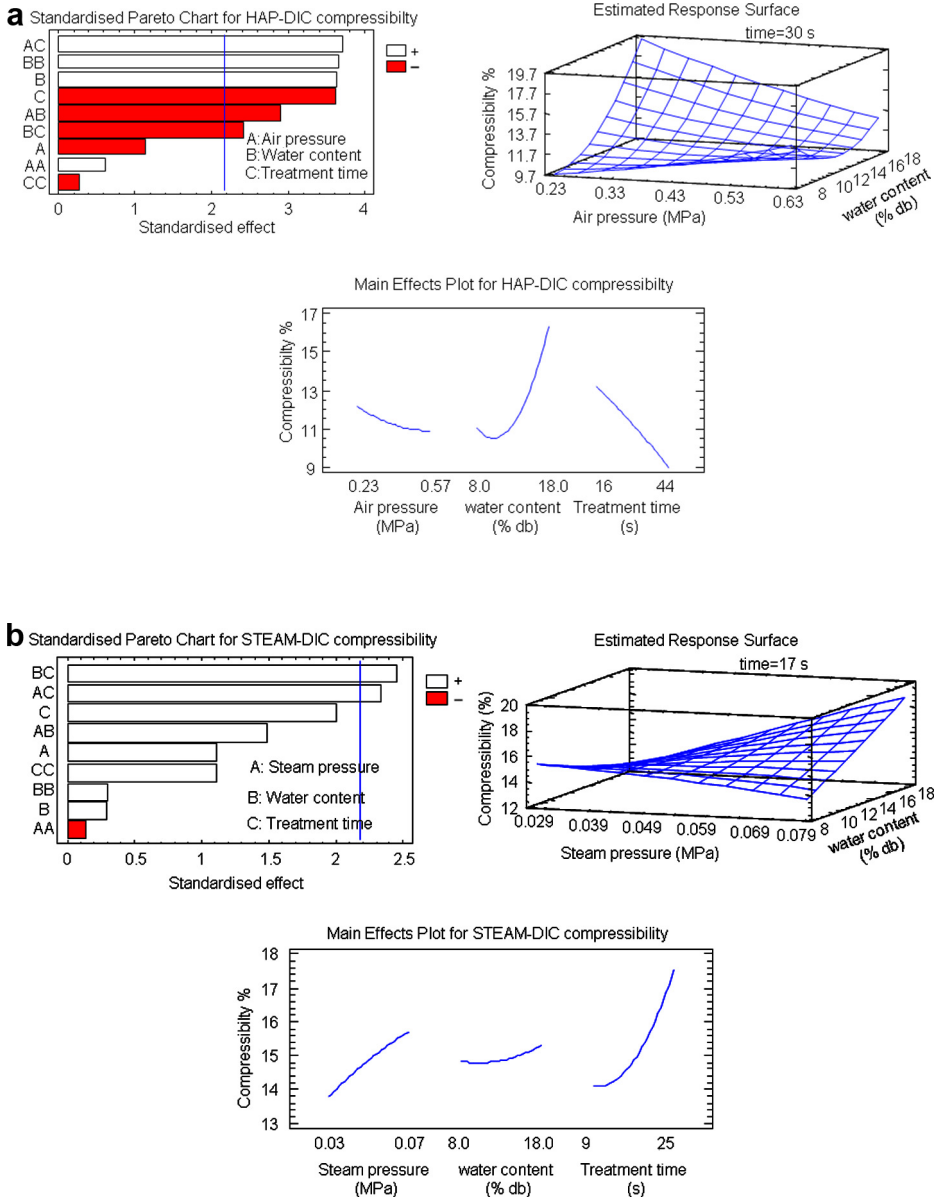 a
Standardised Pareto Chart for HAP-DIC compressibilty
AC
BB
B
C
AB
BC
A
AA
CC
+
–
A: Air pressure
B: Water content
C: Treatment time
0 1 2 3 4
Standardised effect
Estimated Response Surface
time=30 s
Compressibility %
19.7
17.7
15.7
13.7
11.7
9.7
0.23 0.33 0.43 0.53 0.63
Air pressure (MPa)
8 10 12 14 16 18
water content
(% db)
Main Effects Plot for HAP-DIC compressibilty
Compressibilty %
17
15
13
11
9
0.23 0.57 8.0 18.0 16 44
Air pressure water content Treatment time
(MPa) (% db) (s)
b
Standardised Pareto Chart for STEAM-DIC compressibility
BC
AC
C
AB
A
CC
BB
B
AA
+
–
A: Steam pressure
B: Water content
C: Treatment time
0 0.5 1.0 1.5 2.0 2.5
Standardised effect
Estimated Response Surface
time=17 s
Compressibility (%)
20
18
16
15
14
12
0.029 0.039 0.049 0.059 0.069 0.079
Steam pressure (MPa)
8 10 12 14 16 18
water content
(% db)
Main Effects Plot for STEAM-DIC compressibility
Compressibilty %
18
17
16
15
14
13
0.03 0.07 8.0 18.0 9 25
Steam pressure water content Treatment time
(MPa) (% db) (s)